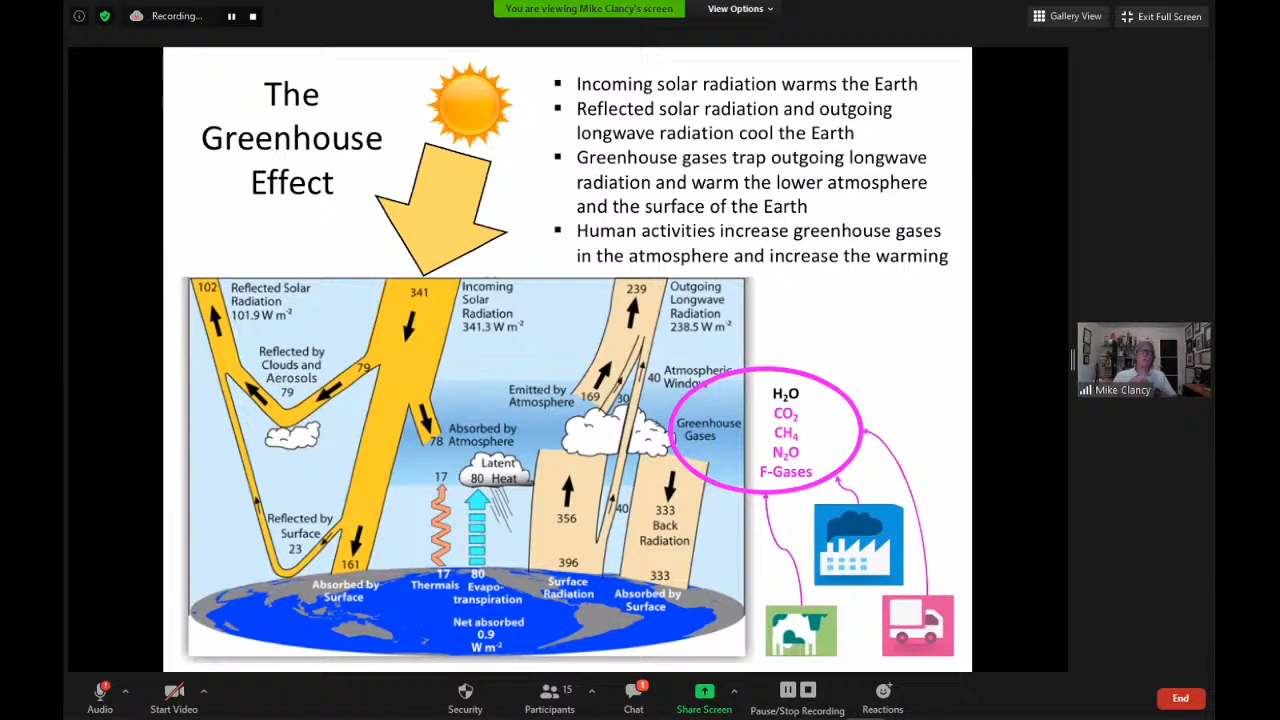 Recording...
You are viewing Mike Clancy's screen
View Options
Gallery View
Exit Full Screen
The
Greenhouse
Effect
▪ Incoming solar radiation warms the Earth
▪ Reflected solar radiation and outgoing
longwave radiation cool the Earth
▪ Greenhouse gases trap outgoing longwave
radiation and warm the lower atmosphere
and the surface of the Earth
▪ Human activities increase greenhouse gases
in the atmosphere and increase the warming
102
Reflected Solar
Radiation
101.9 W m-2
341
Incoming
Solar
Radiation
341.3 W m-2
239
Outgoing
Longwave
Radiation
238.5 W m-2
Reflected by
Clouds and
Aerosols
79
79
Emitted by
Atmosphere
169
30
40
Atmospheric
Window
Greenhouse
Gases
78
Absorbed by
Atmosphere
17
Latent
80 Heat
356
40
333
Back
Radiation
Reflected by
Surface
23
161
Absorbed by
Surface
17
Thermals
80
Evapo-
transpiration
396
Surface
Radiation
333
Absorbed by
Surface
Net absorbed
0.9
W m-2
H2O
CO2
CH4
N2O
F-Gases
Mike Clancy
Audio
Start Video
Security
15
Participants
1
Chat
Share Screen
Pause/Stop Recording
Reactions
End